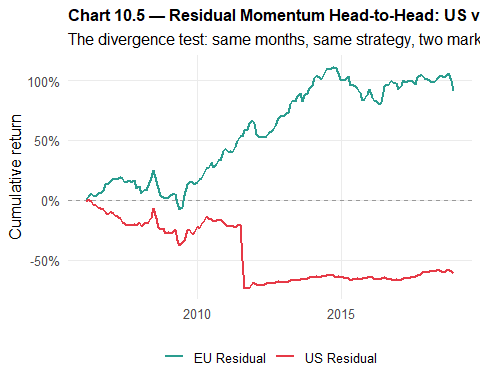 Chart 10.5 — Residual Momentum Head-to-Head: US v
The divergence test: same months, same strategy, two mark
Cumulative return
100%
50%
0%
-50%
2010
2015
EU Residual
US Residual